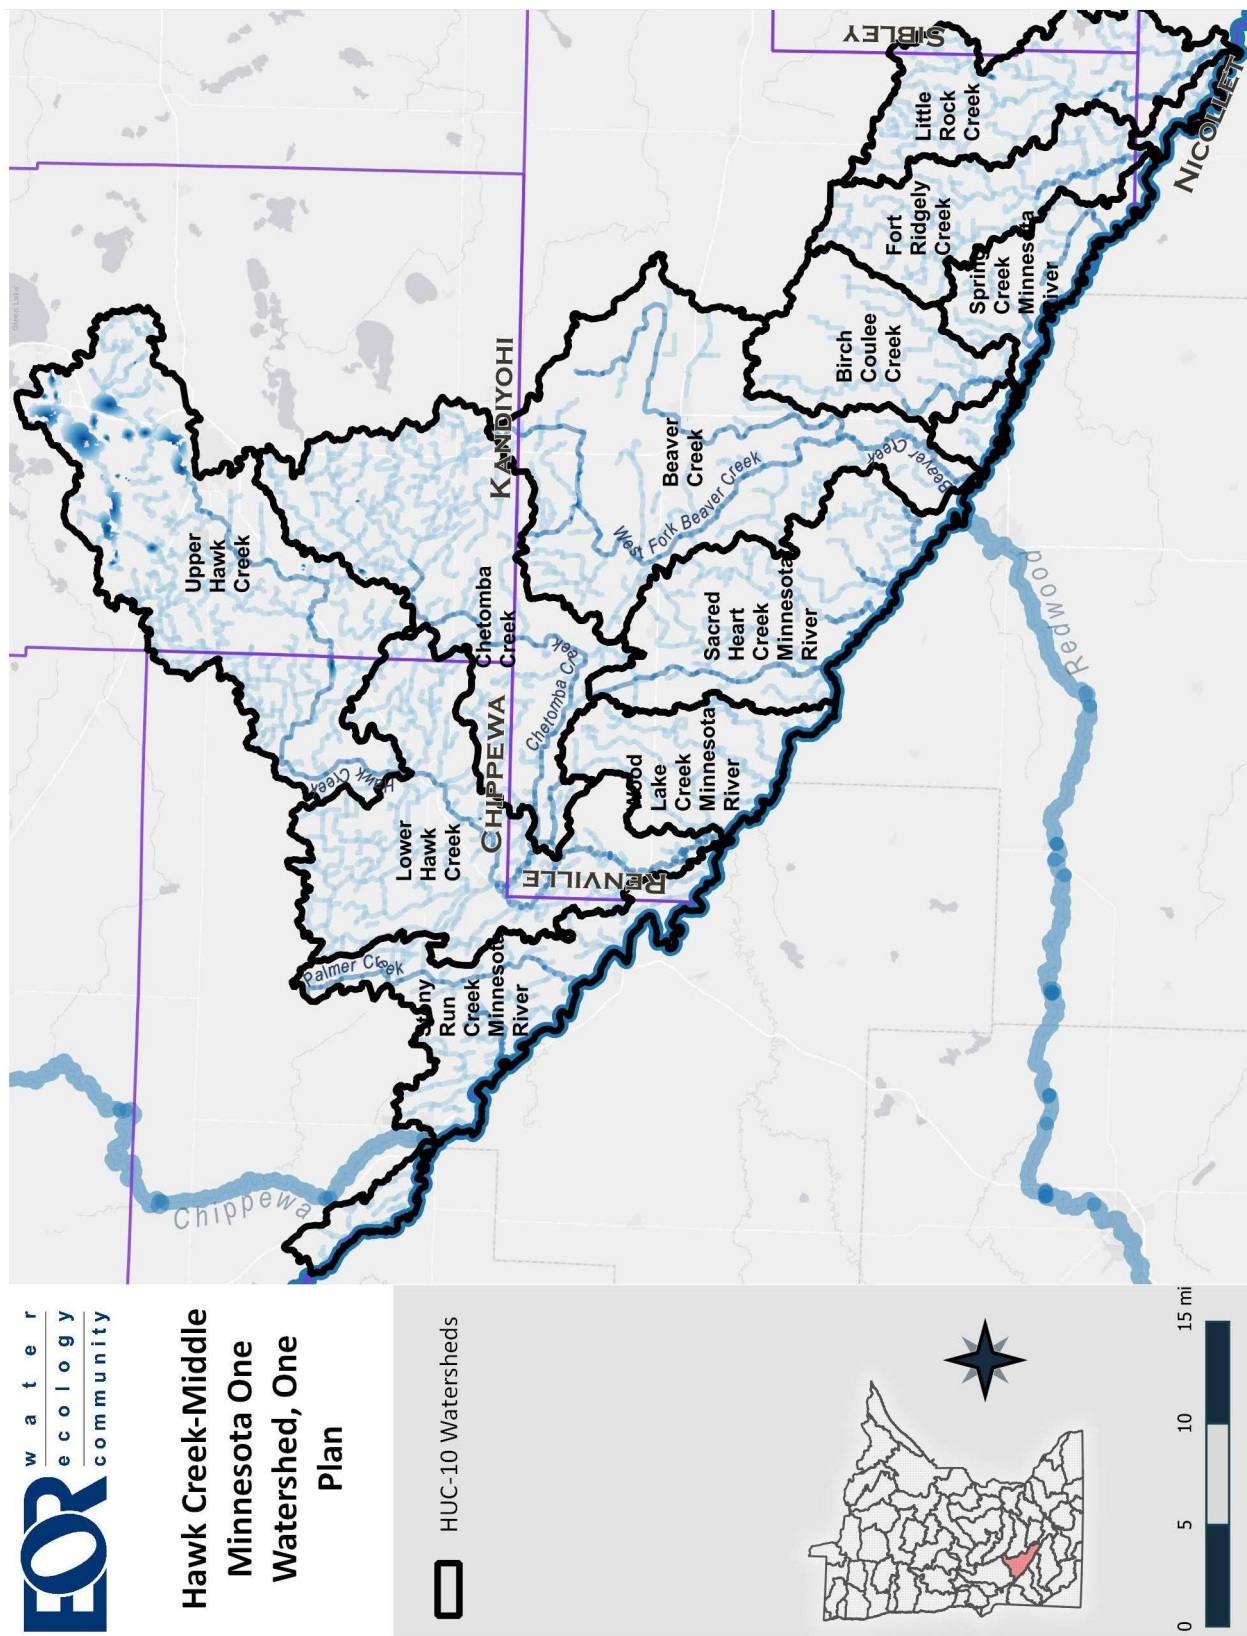 EOR
water
ecology
community
Hawk Creek-Middle
Minnesota One
Watershed, One
Plan
HUC-10 Watersheds
0 5 10 15 mi
Green Lake
Chippewa
Palmer Creek
Stony
Run
Creek
Minnesota
River
Lower
Hawk
Creek
Hawk Creek
Upper
Hawk
Creek
CHIPPEWA
RENVILLE
KANDIYOHI
Chetomba
Creek
Chetomba Creek
Wood
Lake
Creek
Minnesota
River
Sacred
Heart
Creek
Minnesota
River
Beaver
Creek
West Fork Beaver Creek
Beaver Creek
Birch
Coulee
Creek
Fort
Ridgely
Creek
Spring
Creek
Minnesota
River
Little
Rock
Creek
SIBLEY
NICOLLET
Redwood